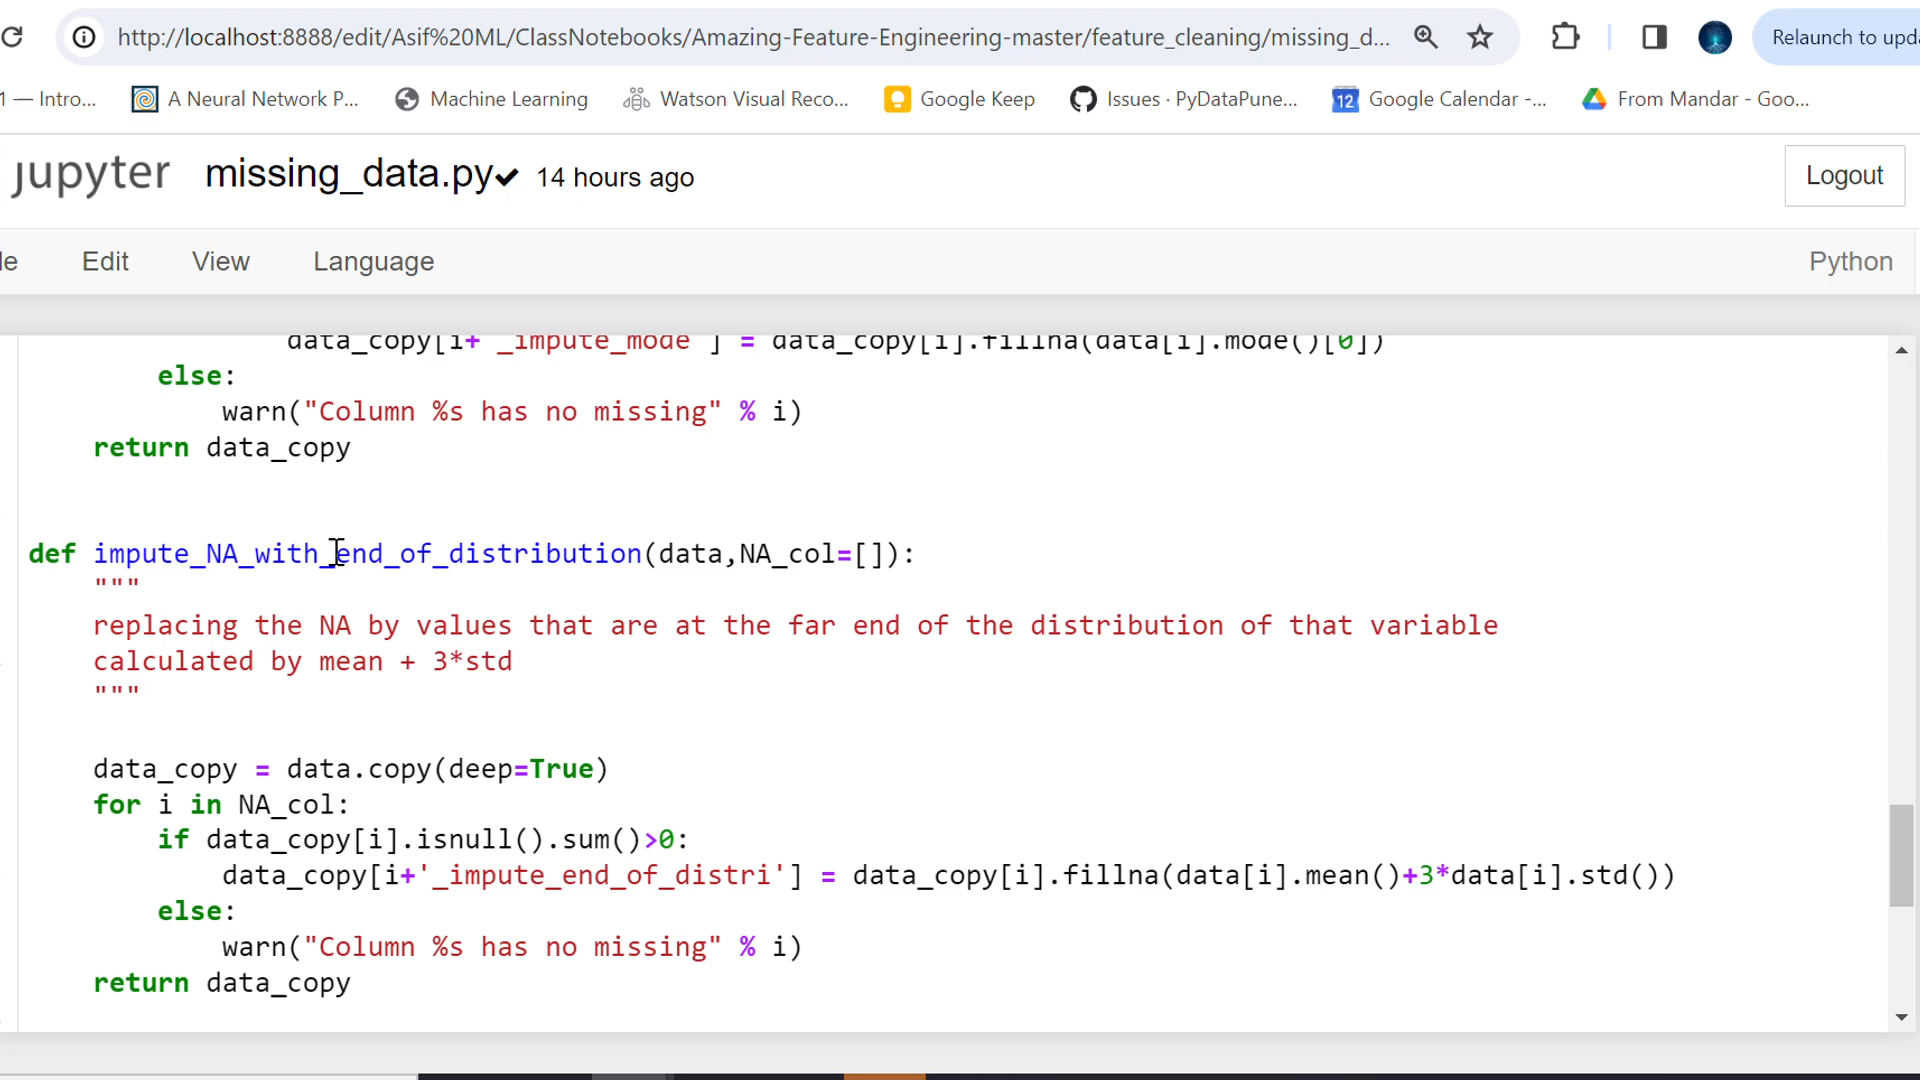 http://localhost:8888/edit/Asif%20ML/ClassNotebooks/Amazing-Feature-Engineering-master/feature_cleaning/missing_d...
Relaunch to upda
1 — Intro...
A Neural Network P...
Machine Learning
Watson Visual Reco...
Google Keep
Issues · PyDataPune...
12
Google Calendar -...
From Mandar - Goo...
jupyter
missing_data.py
14 hours ago
Logout
le
Edit
View
Language
Python
data_copy[i+'_impute_mode'] = data_copy[i].fillna(data[i].mode()[0])
else:
warn("Column %s has no missing" % i)
return data_copy
def impute_NA_with_end_of_distribution(data,NA_col=[]):
"""
replacing the NA by values that are at the far end of the distribution of that variable
calculated by mean + 3*std
"""
data_copy = data.copy(deep=True)
for i in NA_col:
if data_copy[i].isnull().sum()>0:
data_copy[i+'_impute_end_of_distri'] = data_copy[i].fillna(data[i].mean()+3*data[i].std())
else:
warn("Column %s has no missing" % i)
return data_copy